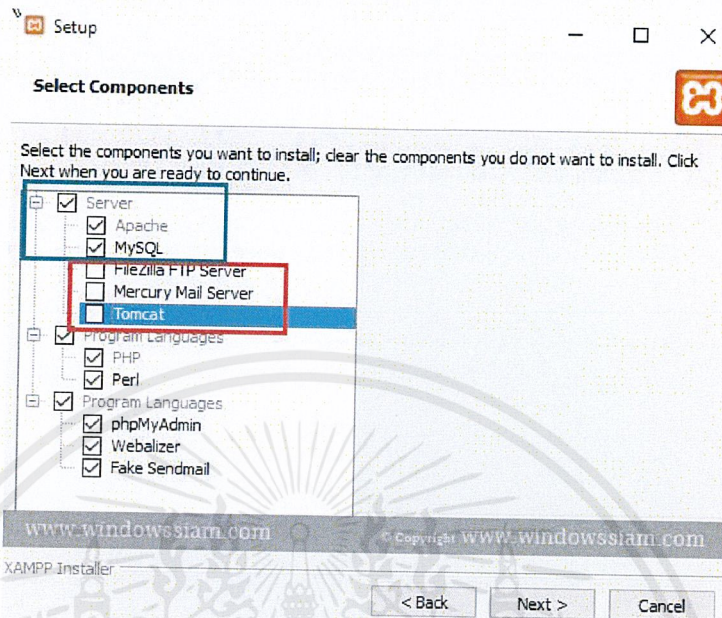 Setup
Select Components
Select the components you want to install; clear the components you do not want to install. Click
Next when you are ready to continue.
Server
Apache
MySQL
FileZilla FTP Server
Mercury Mail Server
Tomcat
Program Languages
PHP
Perl
Program Languages
phpMyAdmin
Webalizer
Fake Sendmail
www.windowssiam.com
© Copyright www.windowssiam.com
XAMPP Installer
< Back
Next >
Cancel